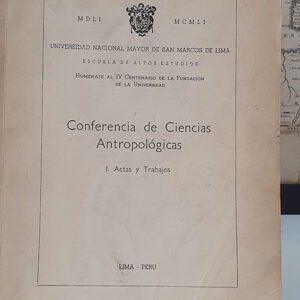 MDLI MCMLI
UNIVERSIDAD NACIONAL MAYOR DE SAN MARCOS DE LIMA
ESCUELA DE ALTOS ESTUDIOS
HOMENAJE AL IV CENTENARIO DE LA FUNDACION
DE LA UNIVERSIDAD
Conferencia de Ciencias
Antropológicas
I. Actas y Trabajos
LIMA - PERU